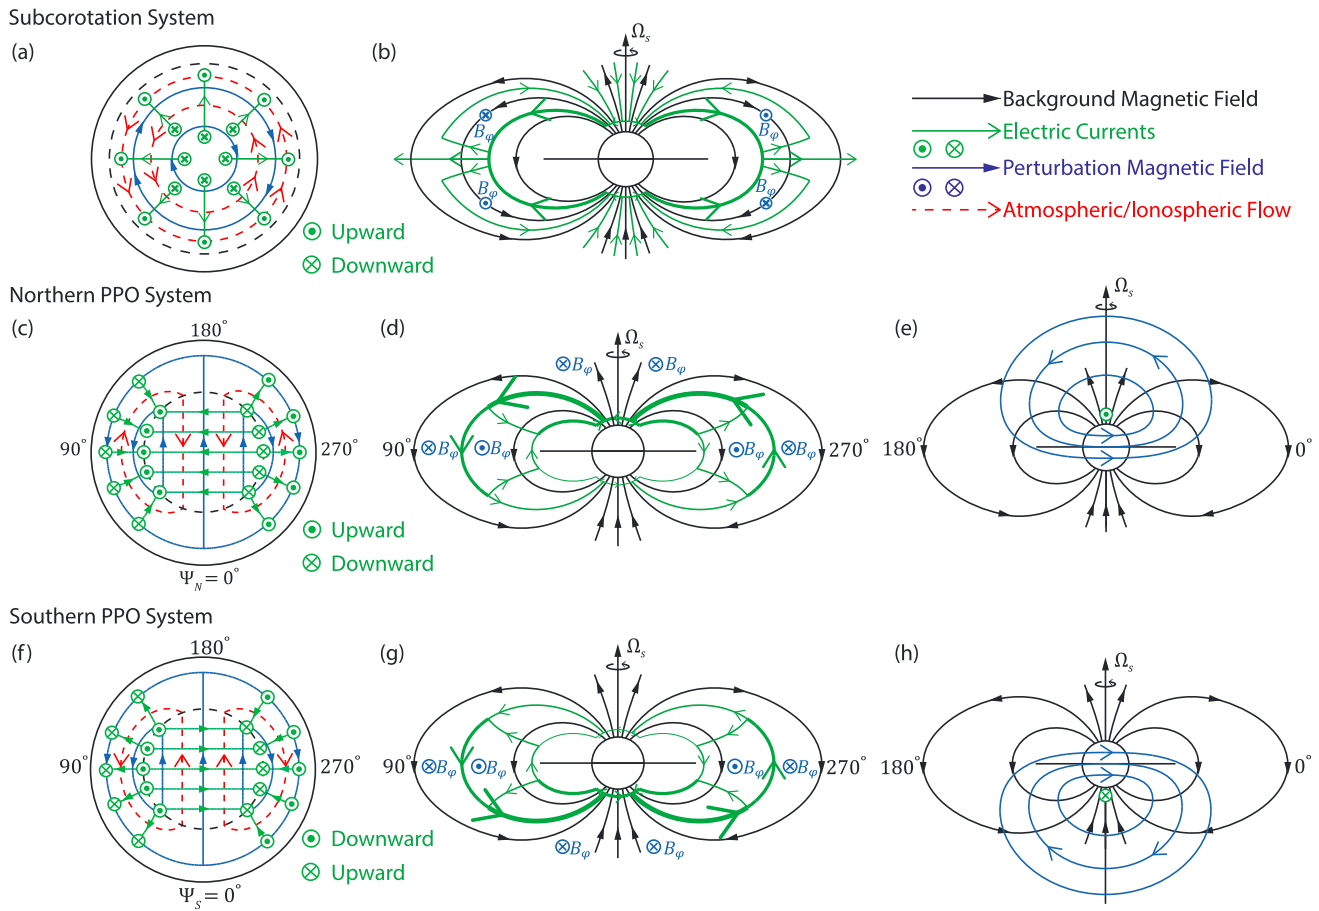 Subcorotation System
(a)
(b)
Ωₛ
Bφ
Bφ
Bφ
Bφ
Upward
Downward
Background Magnetic Field
Electric Currents
Perturbation Magnetic Field
Atmospheric/Ionospheric Flow
Northern PPO System
(c)
180°
90°
270°
Ψ_N = 0°
Upward
Downward
(d)
Ωₛ
Bφ
Bφ
90°
Bφ
Bφ
Bφ
Bφ
270°
(e)
Ωₛ
180°
0°
Southern PPO System
(f)
180°
90°
270°
Ψ_S = 0°
Downward
Upward
(g)
Ωₛ
90°
Bφ
Bφ
Bφ
Bφ
270°
Bφ
Bφ
(h)
Ωₛ
180°
0°